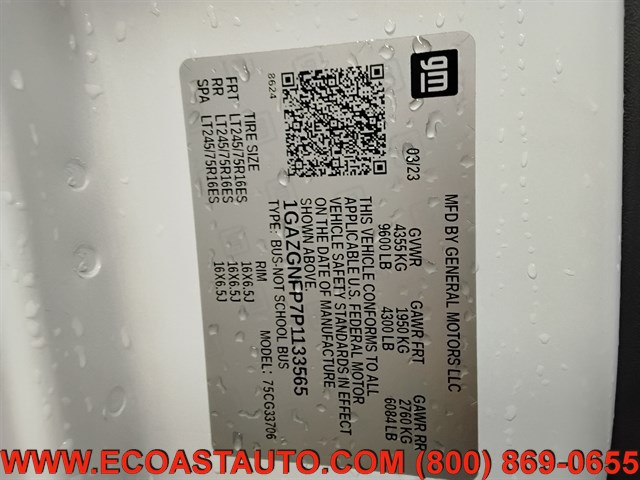 gm
MFD BY GENERAL MOTORS LLC
03/23
GVWR GAWR FRT GAWR RR
4355 KG 1950 KG 2760 KG
9600 LB 4300 LB 6084 LB
THIS VEHICLE CONFORMS TO ALL
APPLICABLE U.S. FEDERAL MOTOR
VEHICLE SAFETY STANDARDS IN EFFECT
ON THE DATE OF MANUFACTURE
SHOWN ABOVE.
1GAZGNFP7P1133565
TYPE: BUS-NOT SCHOOL BUS MODEL: 75CG33706
8624
TIRE SIZE RIM
FRT LT245/75R16ES 16X6.5J
RR LT245/75R16ES 16X6.5J
SPA LT245/75R16ES 16X6.5J
WWW.ECOASTAUTO.COM (800) 869-0655